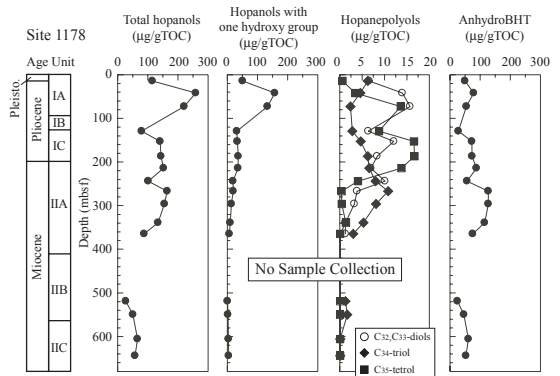 Site 1178
Age Unit
Pleisto.
Pliocene
Miocene
IA
IB
IC
IIA
IIB
IIC
Depth (mbsf)
0
100
200
300
400
500
600
Total hopanols
(μg/gTOC)
0 100 200 300
Hopanols with
one hydroxy group
(μg/gTOC)
0 100 200 300
Hopanepolyols
(μg/gTOC)
0 5 10 15 20
AnhydroBHT
(μg/gTOC)
0 100 200 300
No Sample Collection
C32,C33-diols
C34-triol
C35-tetrol